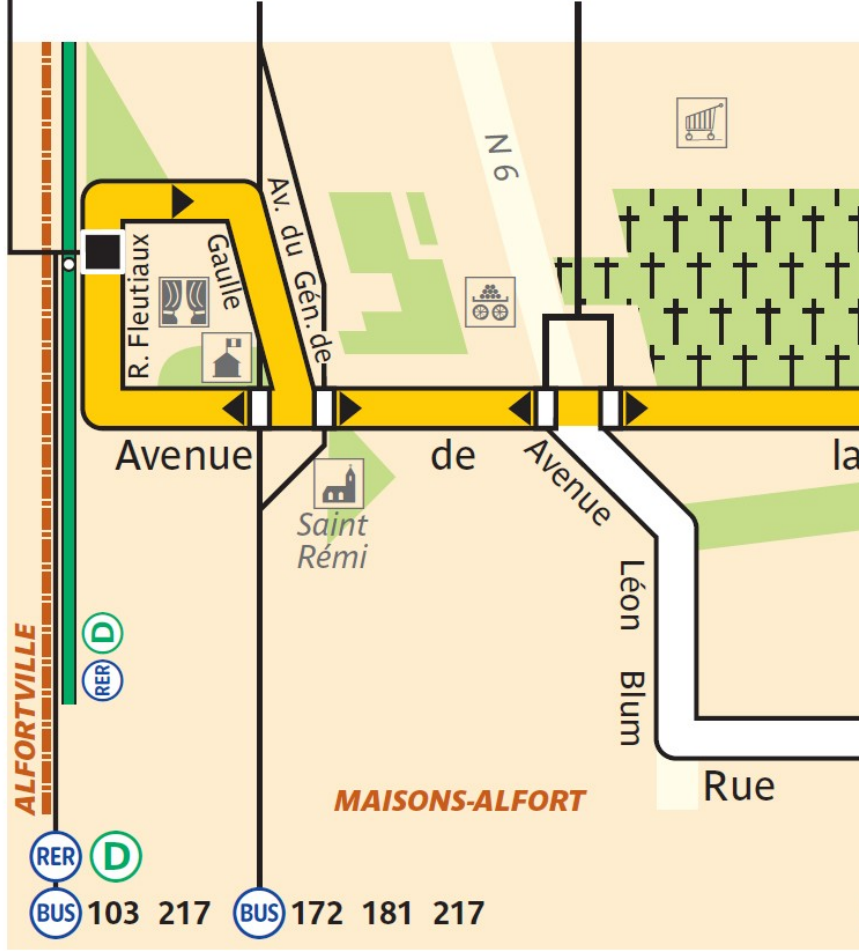 N 6
Av. du Gén. de
Gaulle
R. Fleutiaux
Avenue de la
Avenue
Léon Blum
Saint
Rémi
D
RER
ALFORTVILLE
MAISONS-ALFORT
Rue
RER D
BUS 103 217 BUS 172 181 217